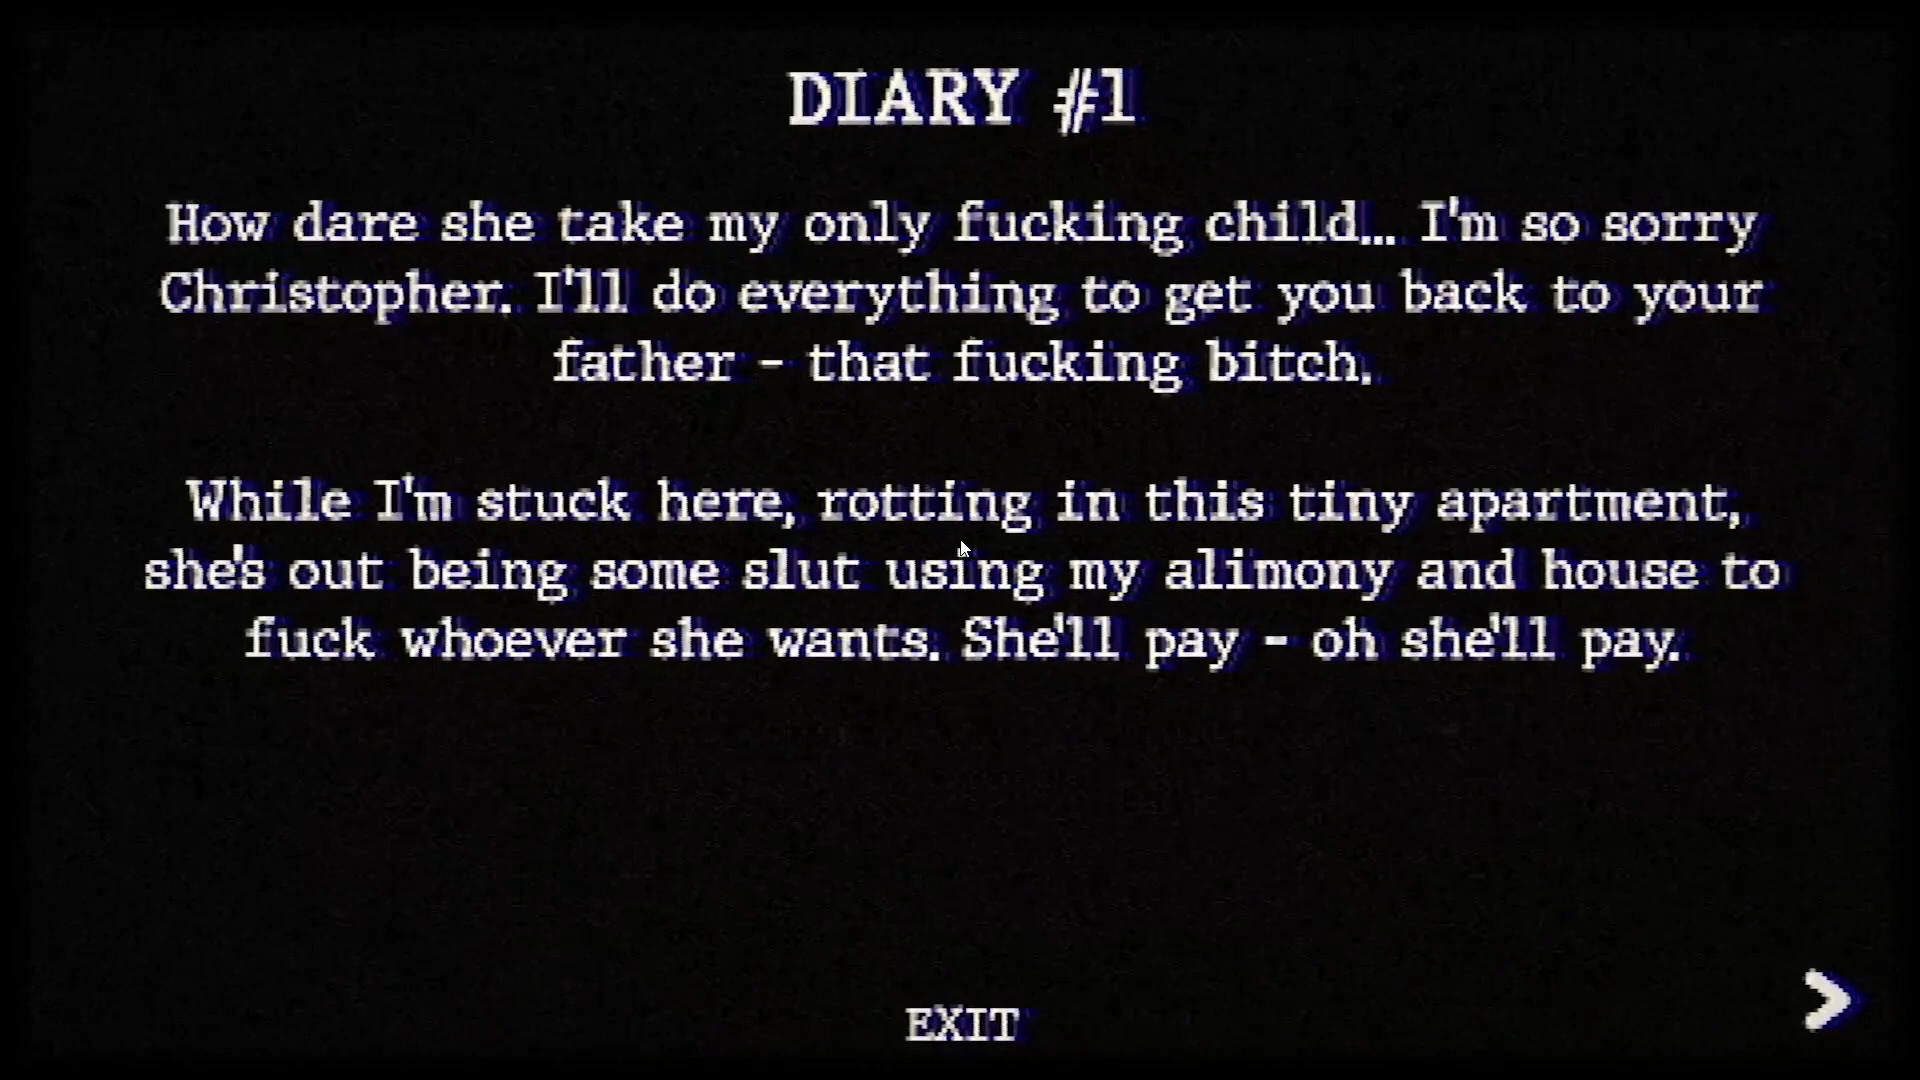 DIARY #1
How dare she take my only fucking child... I'm so sorry
Christopher. I'll do everything to get you back to your
father - that fucking bitch.
While I'm stuck here, rotting in this tiny apartment,
she's out being some slut using my alimony and house to
fuck whoever she wants. She'll pay - oh she'll pay.
EXIT